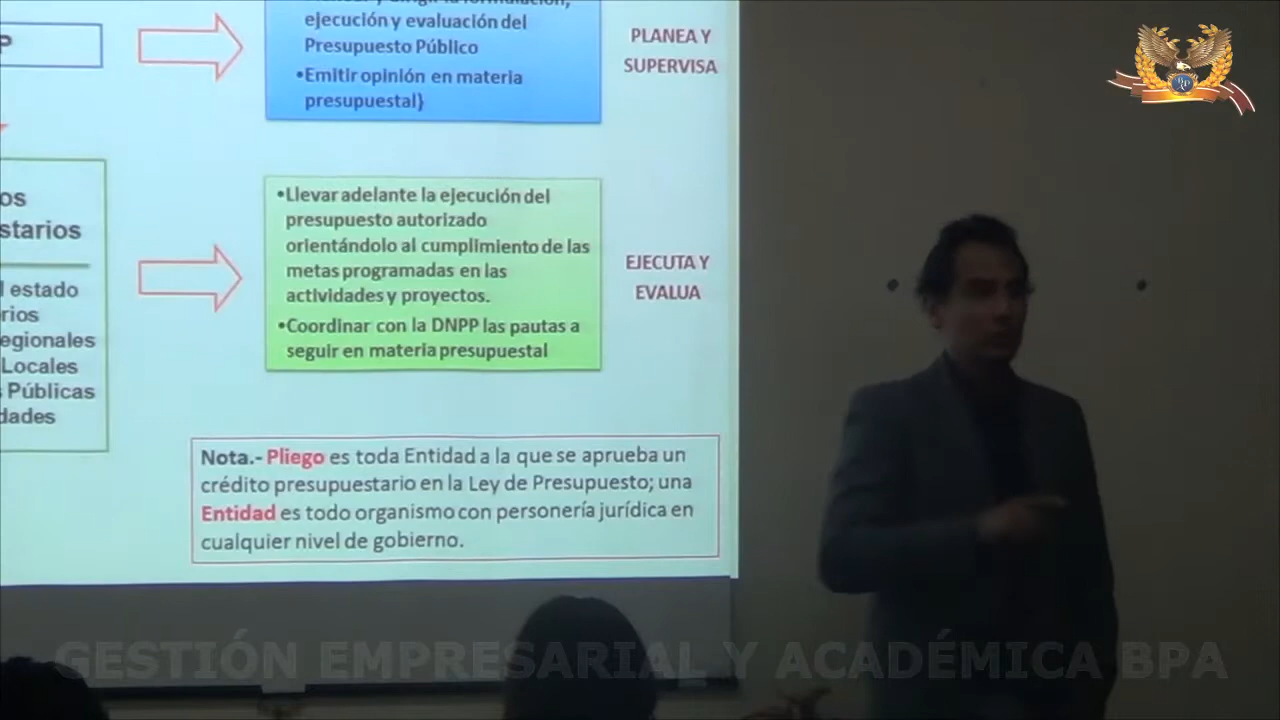 P
ejecución y evaluación del
Presupuesto Público
•Emitir opinión en materia
presupuestal}
PLANEA Y
SUPERVISA
os
starios
l estado
rios
egionales
Locales
s Públicas
dades
•Llevar adelante la ejecución del
presupuesto autorizado
orientándolo al cumplimiento de las
metas programadas en las
actividades y proyectos.
•Coordinar con la DNPP las pautas a
seguir en materia presupuestal
EJECUTA Y
EVALUA
Nota.- Pliego es toda Entidad a la que se aprueba un
crédito presupuestario en la Ley de Presupuesto; una
Entidad es todo organismo con personería jurídica en
cualquier nivel de gobierno.
GESTIÓN EMPRESARIAL Y ACADÉMICA BPA